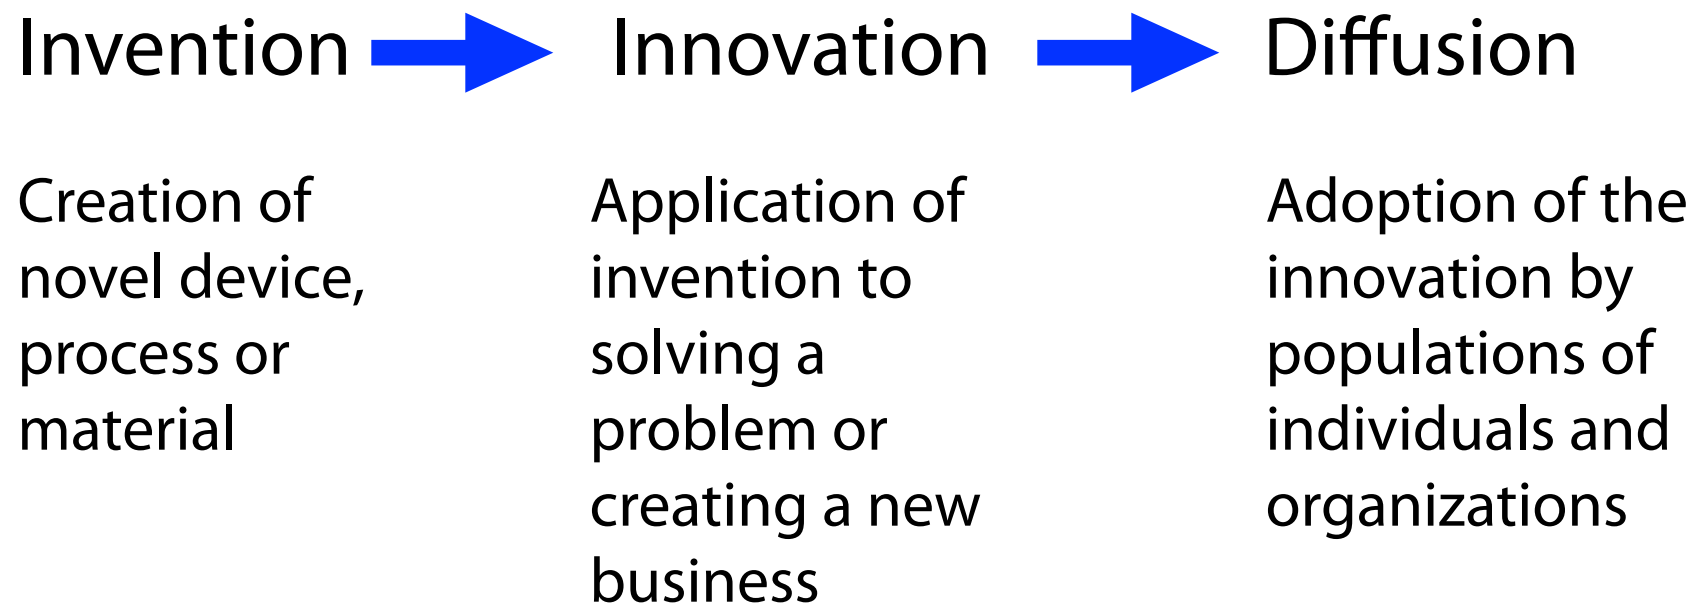 Invention
Innovation
Diffusion
Creation of
novel device,
process or
material
Application of
invention to
solving a
problem or
creating a new
business
Adoption of the
innovation by
populations of
individuals and
organizations